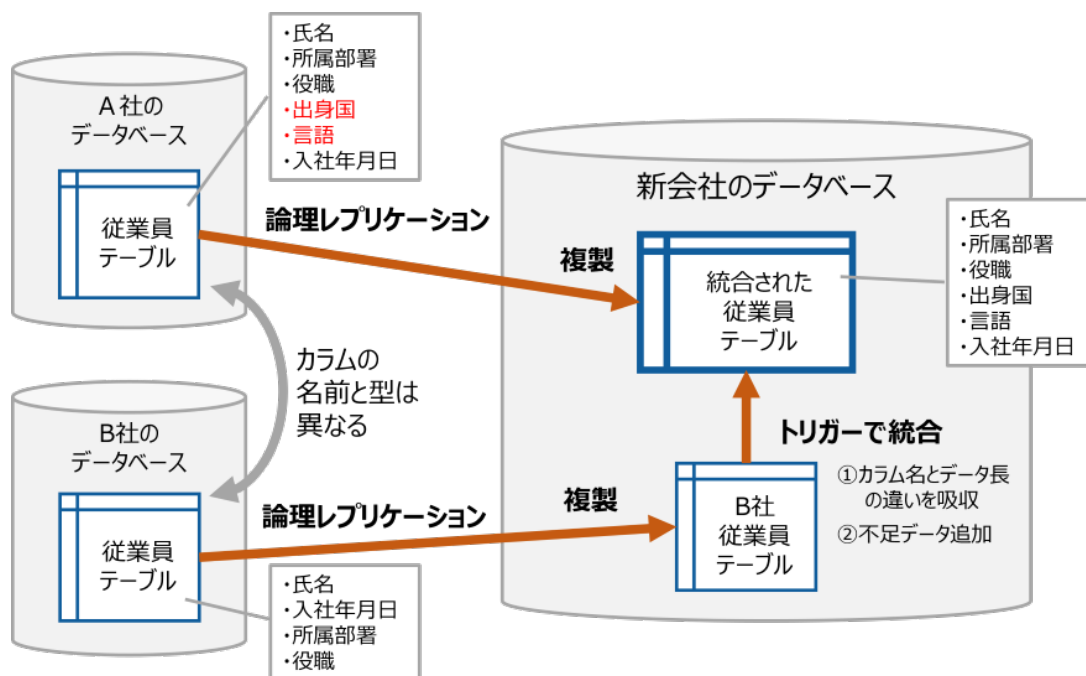 ・氏名
・所属部署
・役職
・出身国
・言語
・入社年月日
A 社の
データベース
従業員
テーブル
論理レプリケーション
複製
新会社のデータベース
統合された
従業員
テーブル
・氏名
・所属部署
・役職
・出身国
・言語
・入社年月日
カラムの
名前と型は
異なる
B社の
データベース
従業員
テーブル
論理レプリケーション
複製
トリガーで統合
①カラム名とデータ長
の違いを吸収
②不足データ追加
B社
従業員
テーブル
・氏名
・入社年月日
・所属部署
・役職